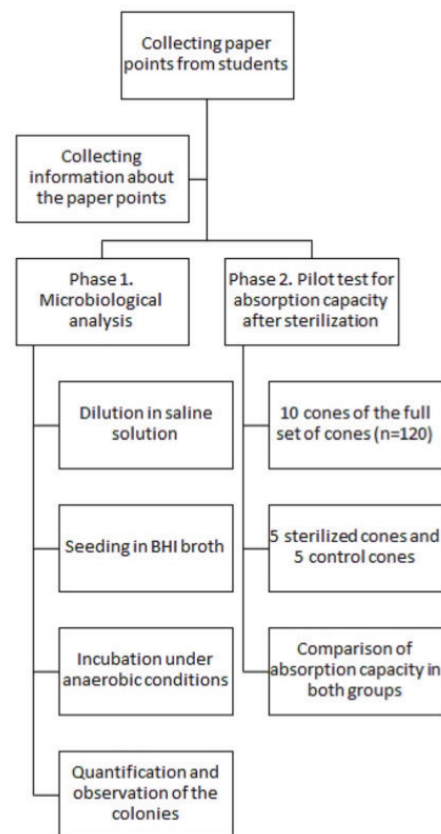 Collecting paper
points from students
Collecting
information about
the paper points
Phase 1.
Microbiological
analysis
Phase 2. Pilot test for
absorption capacity
after sterilization
Dilution in saline
solution
10 cones of the full
set of cones (n=120)
Seeding in BHI broth
5 sterilized cones and
5 control cones
Incubation under
anaerobic conditions
Comparison of
absorption capacity in
both groups
Quantification and
observation of the
colonies